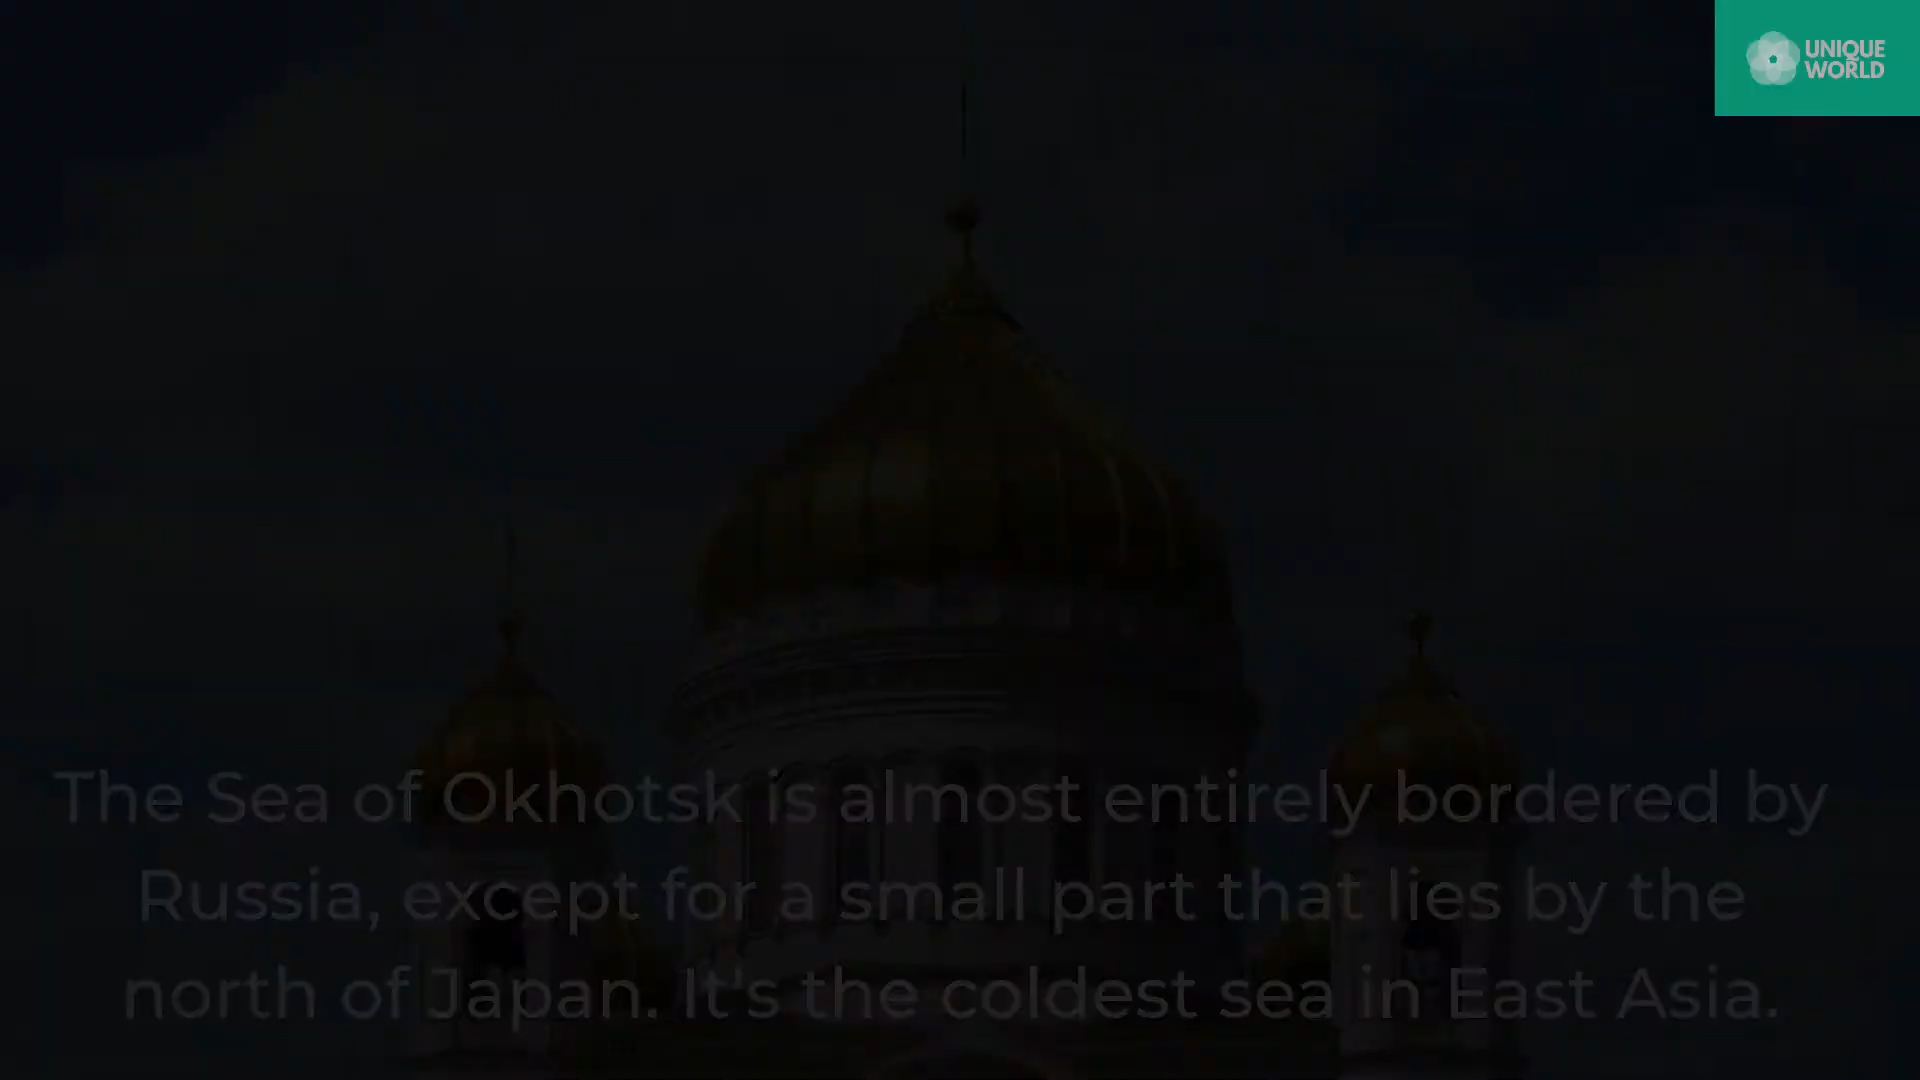 UNIQUE
WORLD
The Sea of Okhotsk is almost entirely bordered by
Russia, except for a small part that lies by the
north of Japan. It's the coldest sea in East Asia.